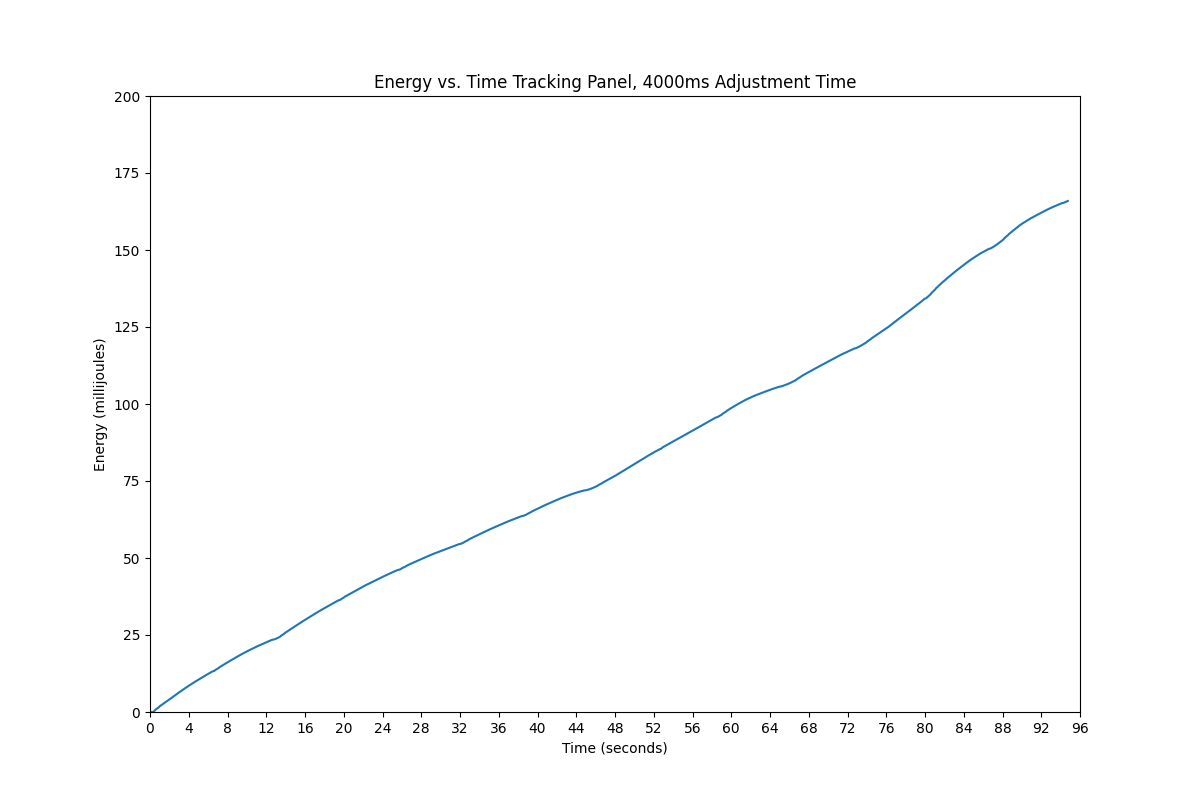 Energy vs. Time Tracking Panel, 4000ms Adjustment Time
200
175
150
125
100
75
50
25
0
Energy (millijoules)
0 4 8 12 16 20 24 28 32 36 40 44 48 52 56 60 64 68 72 76 80 84 88 92 96
Time (seconds)